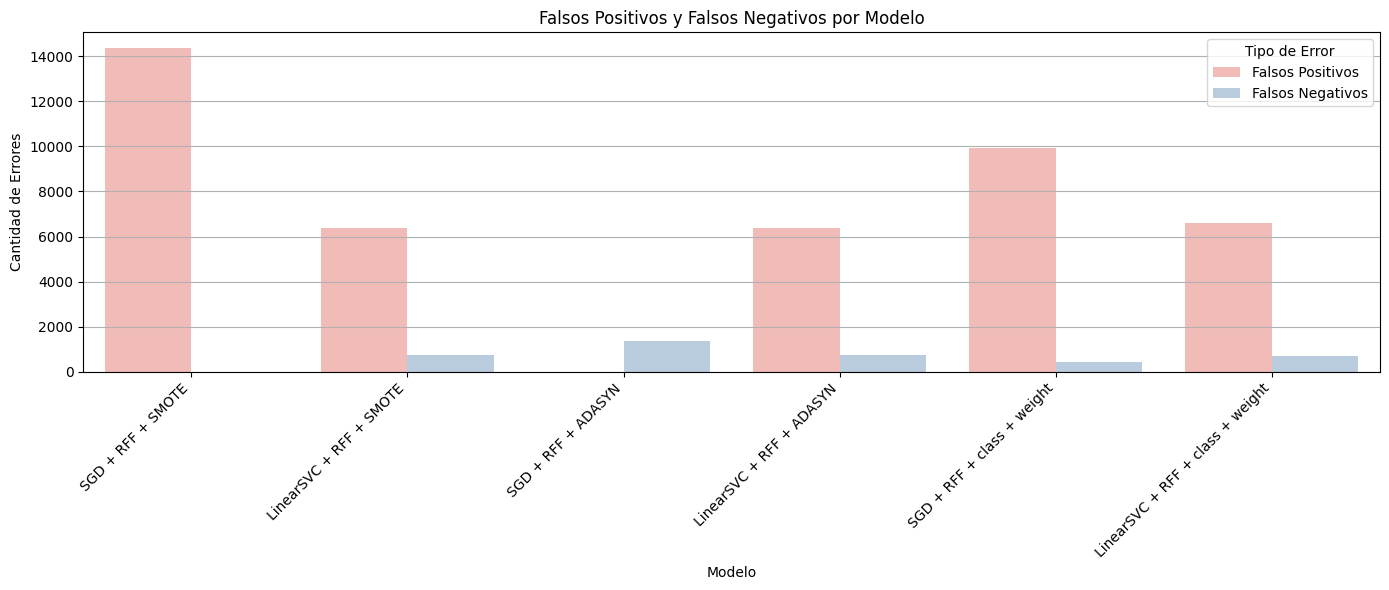 Falsos Positivos y Falsos Negativos por Modelo
Tipo de Error
Falsos Positivos
Falsos Negativos
Cantidad de Errores
14000
12000
10000
8000
6000
4000
2000
0
SGD + RFF + SMOTE
LinearSVC + RFF + SMOTE
SGD + RFF + ADASYN
LinearSVC + RFF + ADASYN
SGD + RFF + class + weight
LinearSVC + RFF + class + weight
Modelo